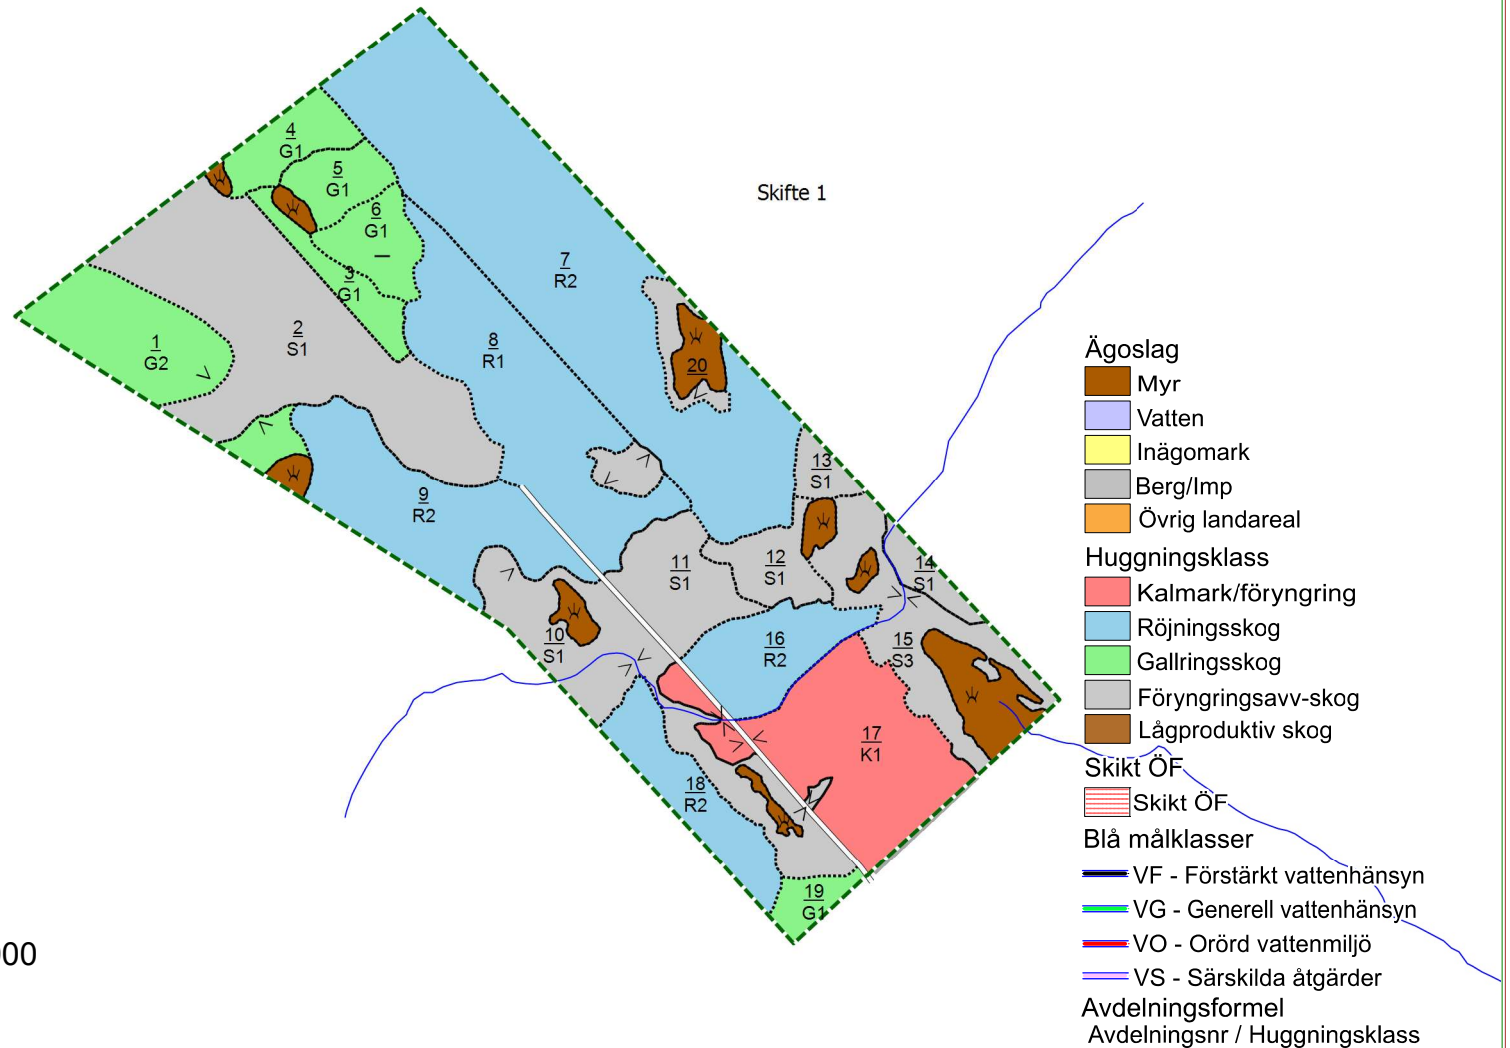 4
G1
5
G1
6
G1
3
G1
Skifte 1
7
R2
2
S1
1
G2
8
R1
20
9
R2
13
S1
11
S1
12
S1
14
S1
10
S1
16
R2
15
S3
17
K1
18
R2
19
G1
Ägoslag
Myr
Vatten
Inägomark
Berg/Imp
Övrig landareal
Huggningsklass
Kalmark/föryngring
Röjningsskog
Gallringsskog
Föryngringsavv-skog
Lågproduktiv skog
Skikt ÖF
Skikt ÖF
Blå målklasser
VF - Förstärkt vattenhänsyn
VG - Generell vattenhänsyn
VO - Orörd vattenmiljö
VS - Särskilda åtgärder
Avdelningsformel
Avdelningsnr / Huggningsklass
00